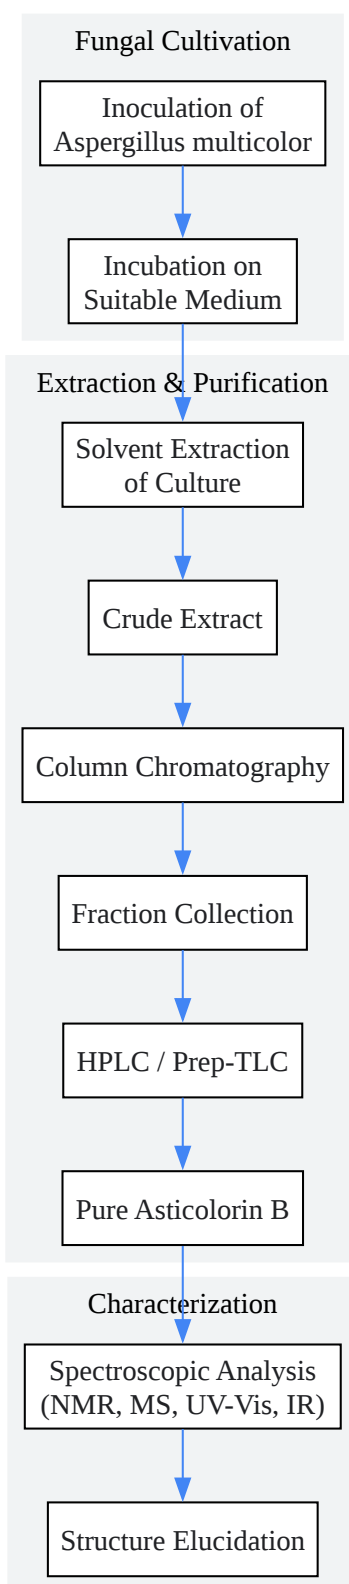 Fungal Cultivation
Inoculation of
Aspergillus multicolor
Incubation on
Suitable Medium
Extraction & Purification
Solvent Extraction
of Culture
Crude Extract
Column Chromatography
Fraction Collection
HPLC / Prep-TLC
Pure Asticolorin B
Characterization
Spectroscopic Analysis
(NMR, MS, UV-Vis, IR)
Structure Elucidation